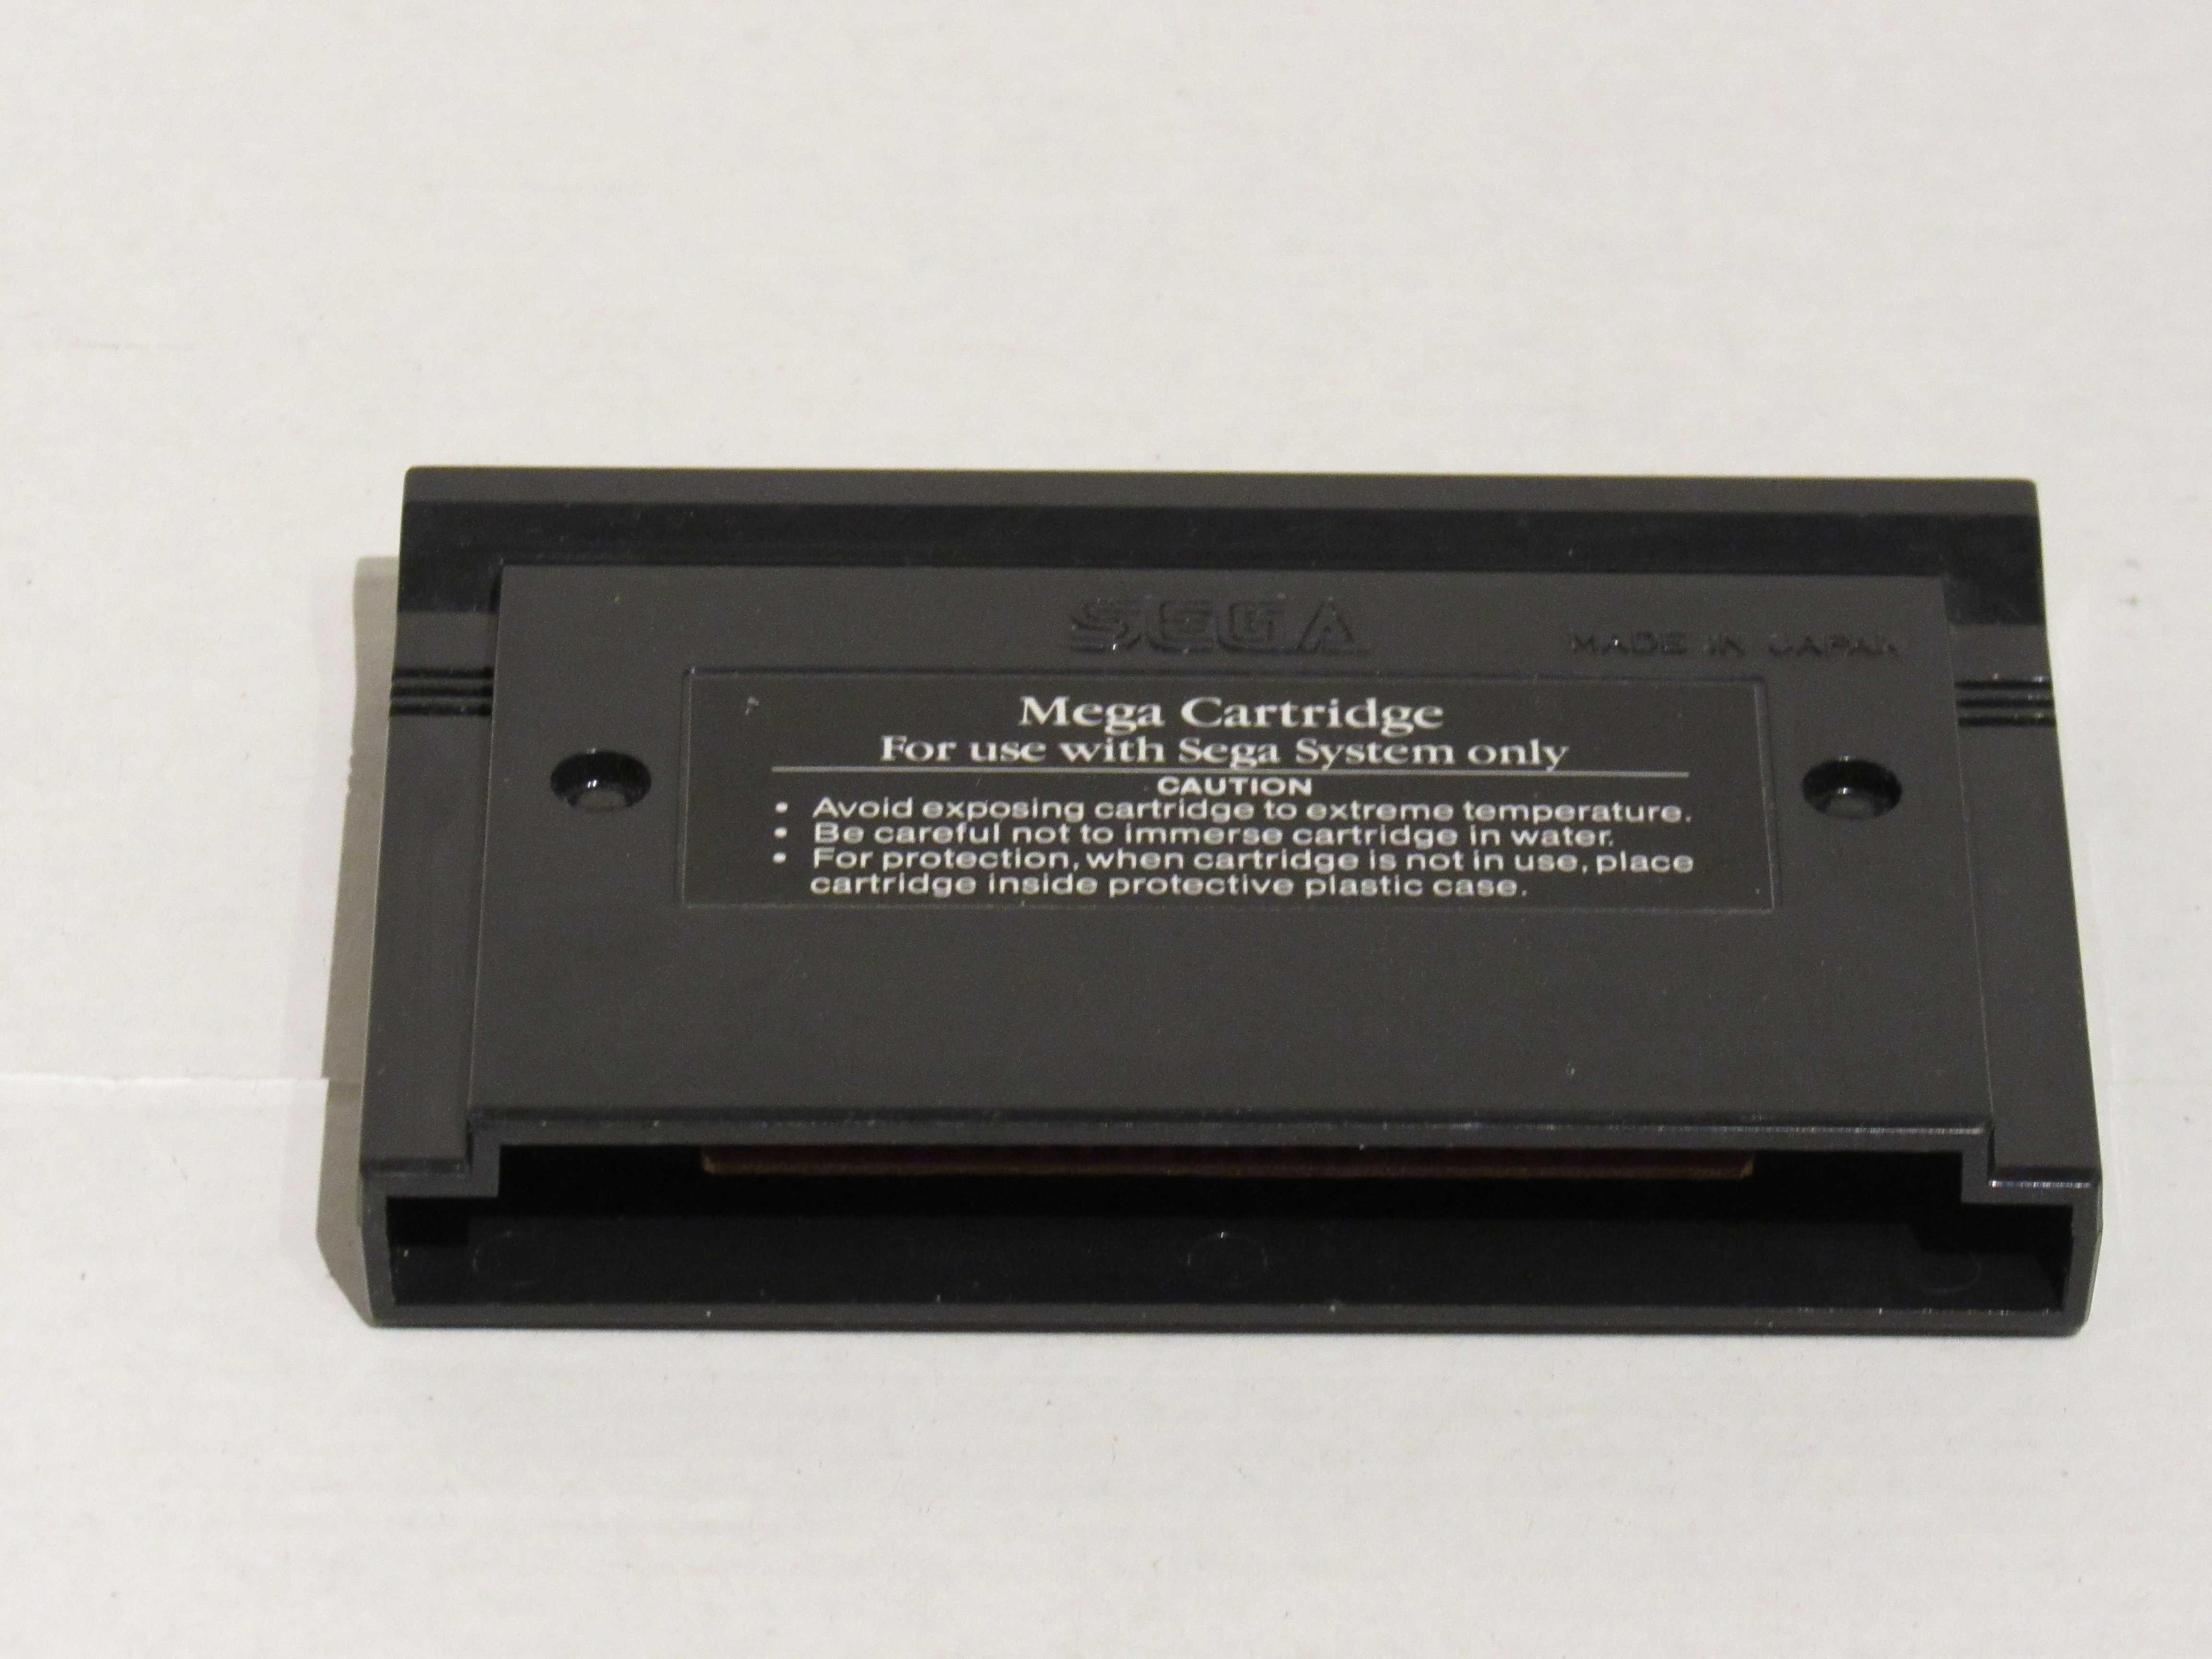 SEGA
MADE IN JAPAN
Mega Cartridge
For use with Sega System only
CAUTION
• Avoid exposing cartridge to extreme temperature.
• Be careful not to immerse cartridge in water.
• For protection, when cartridge is not in use, place
cartridge inside protective plastic case.